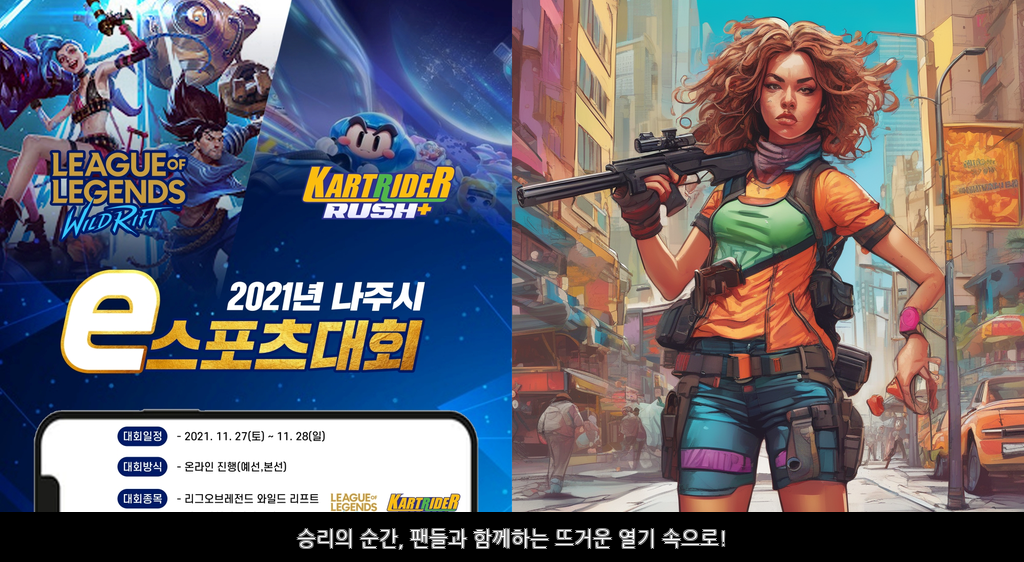 LEAGUE OF
LEGENDS
WILD RIFT
KARTRIDER
RUSH+
2021년 나주시
e스포츠대회
대회일정 - 2021. 11. 27(토) ~ 11. 28(일)
대회방식 - 온라인 진행(예선,본선)
대회종목 - 리그오브레전드 와일드 리프트 LEAGUE OF LEGENDS KARTRIDER
승리의 순간, 팬들과 함께하는 뜨거운 열기 속으로!